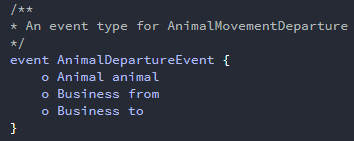 /**
* An event type for AnimalMovementDeparture
*/
event AnimalDepartureEvent {
o Animal animal
o Business from
o Business to
}